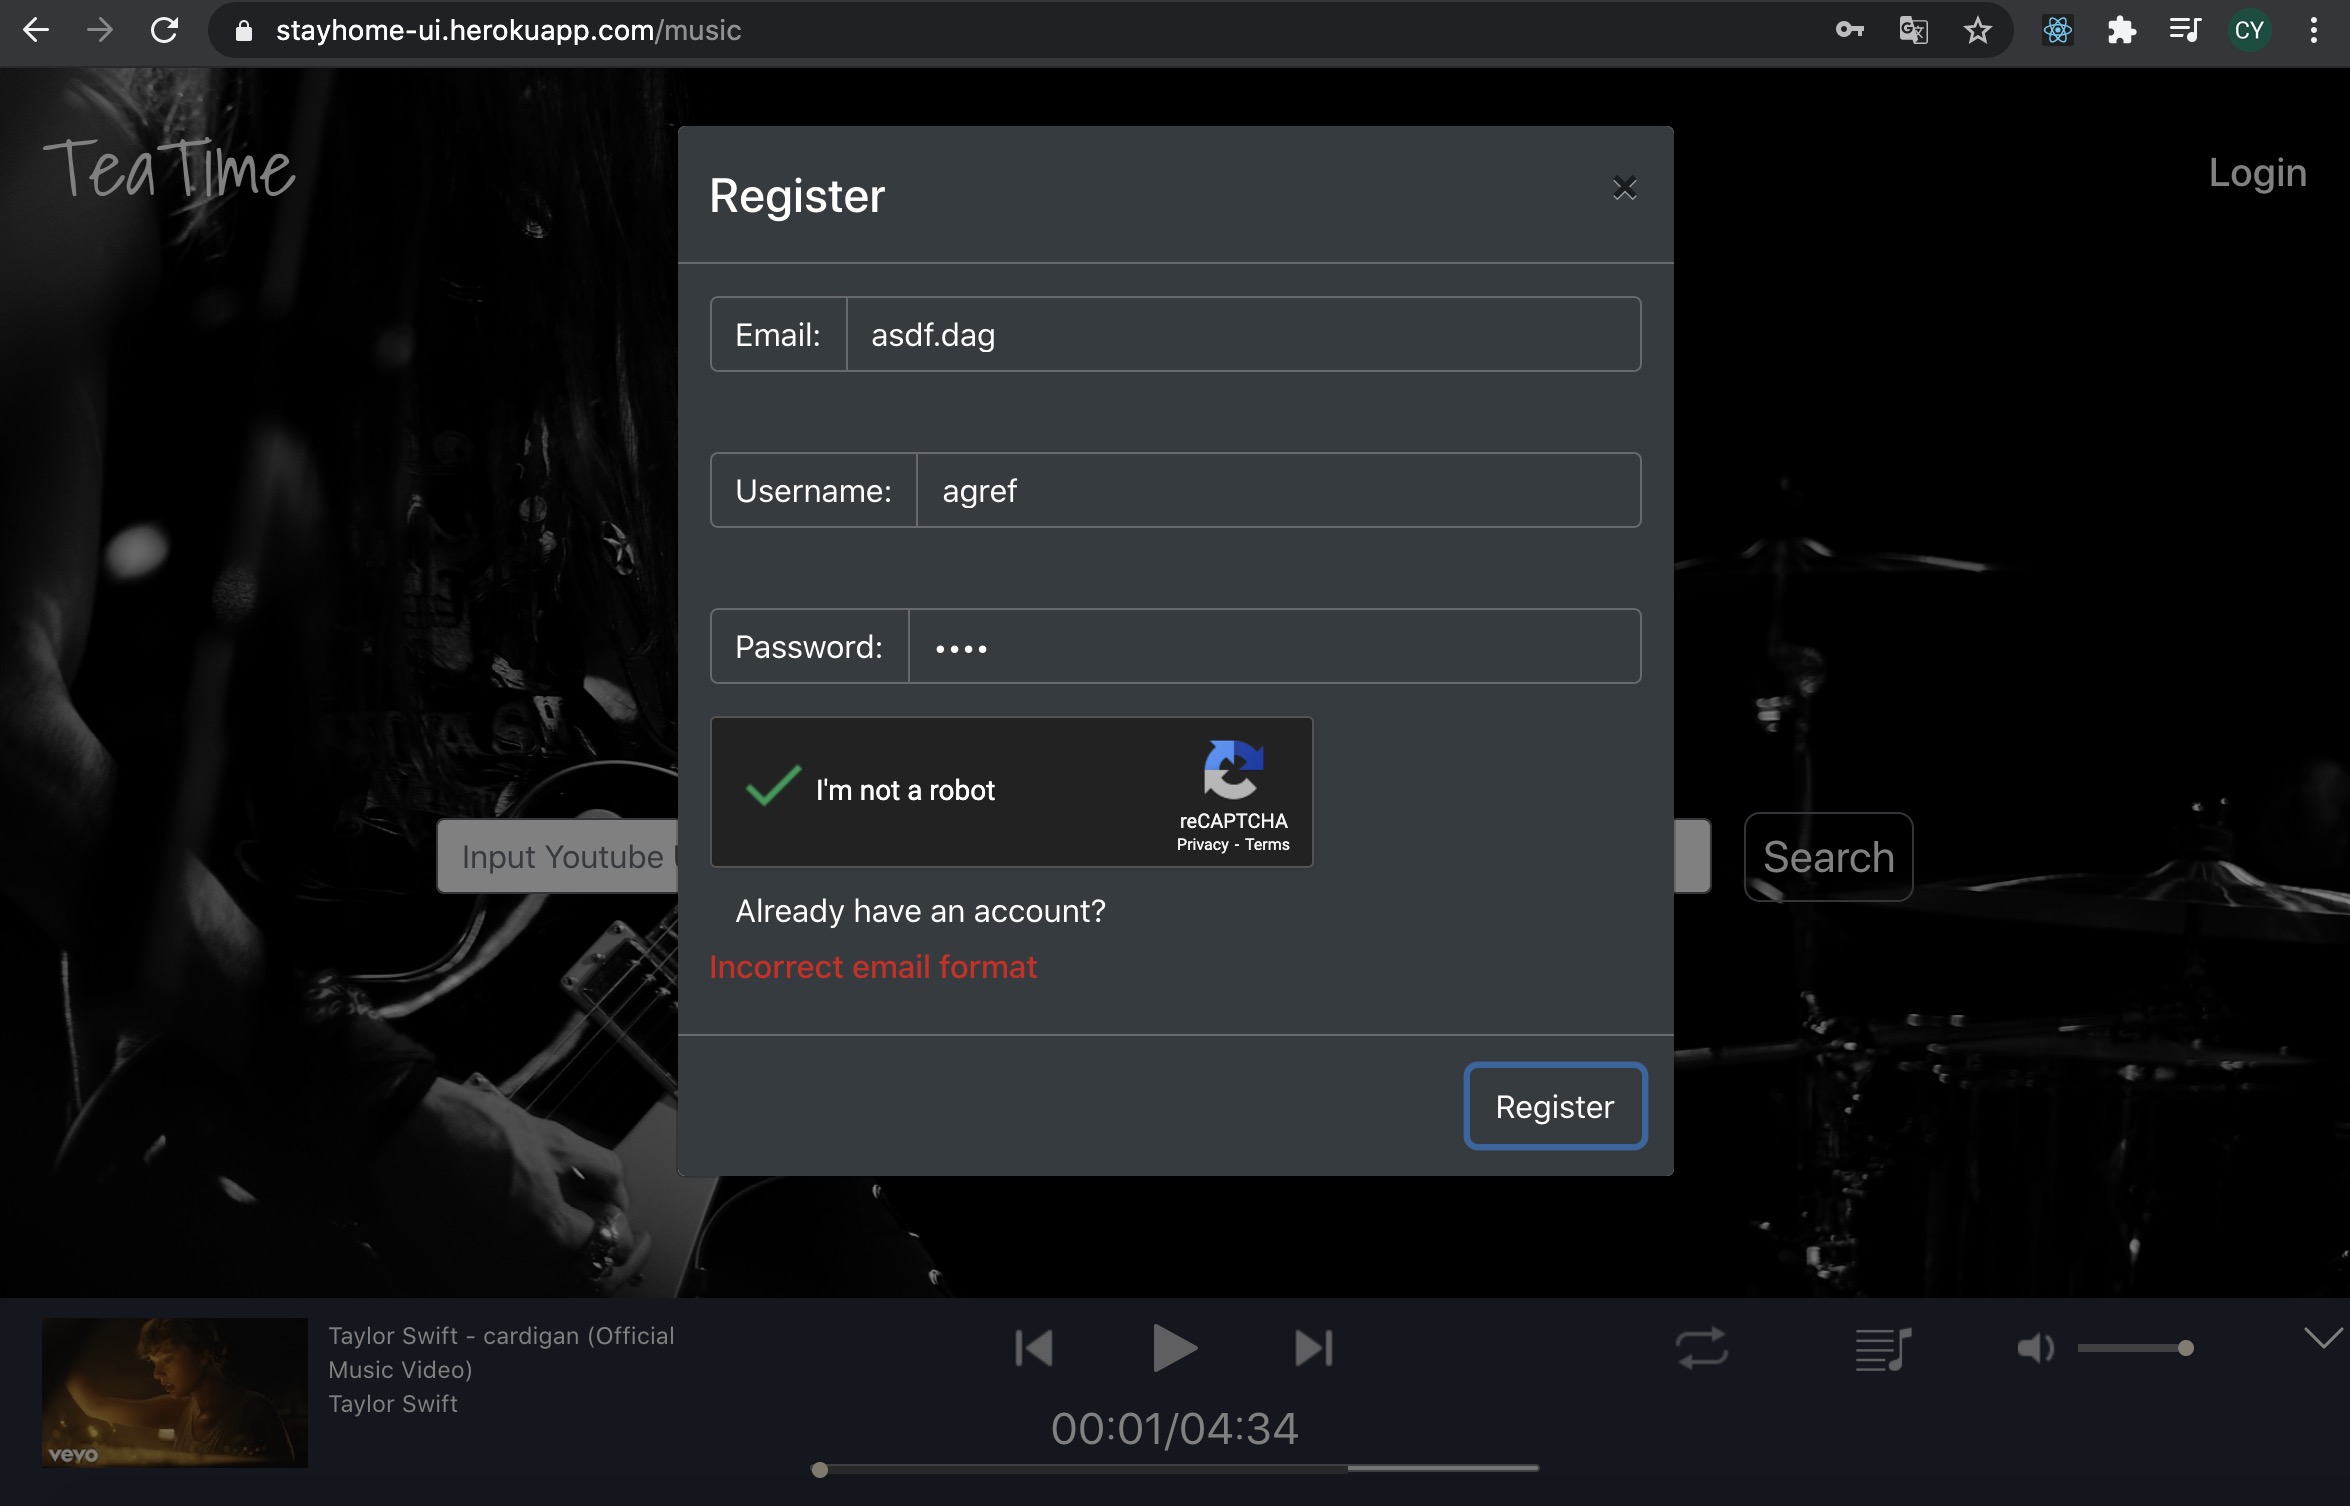 stayhome-ui.herokuapp.com/music
CY
TeaTime
Login
Register
Email: asdf.dag
Username: agref
Password: ••••
I'm not a robot
reCAPTCHA
Privacy - Terms
Input Youtube
Search
Already have an account?
Incorrect email format
Register
Taylor Swift - cardigan (Official
Music Video)
Taylor Swift
vevo
00:01/04:34